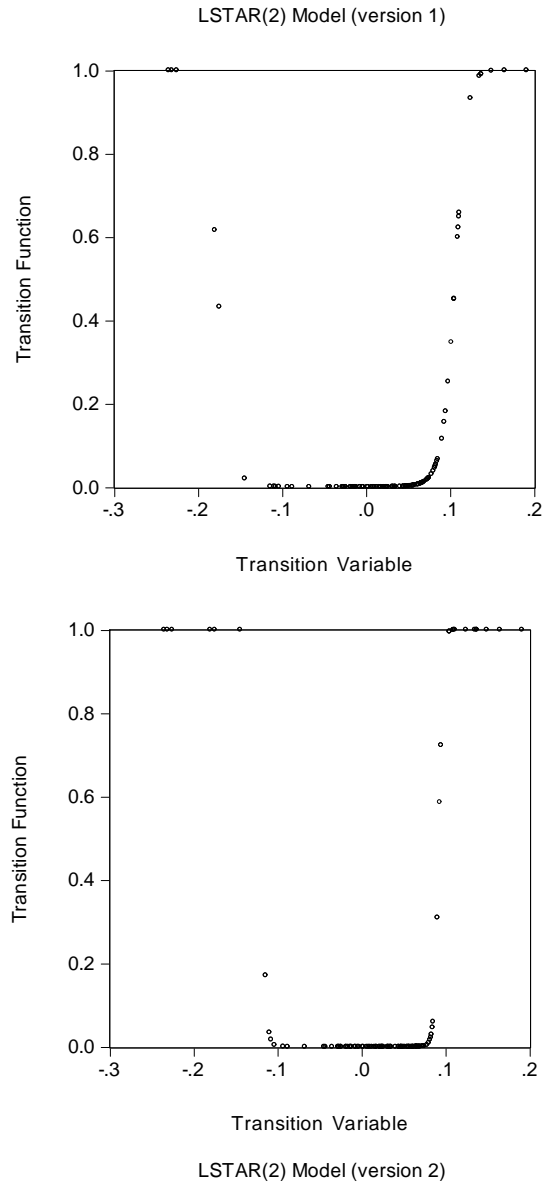 LSTAR(2) Model (version 1)
1.0
0.8
0.6
0.4
0.2
0.0
Transition Function
-.3 -.2 -.1 .0 .1 .2
Transition Variable
1.0
0.8
0.6
0.4
0.2
0.0
Transition Function
-.3 -.2 -.1 .0 .1 .2
Transition Variable
LSTAR(2) Model (version 2)